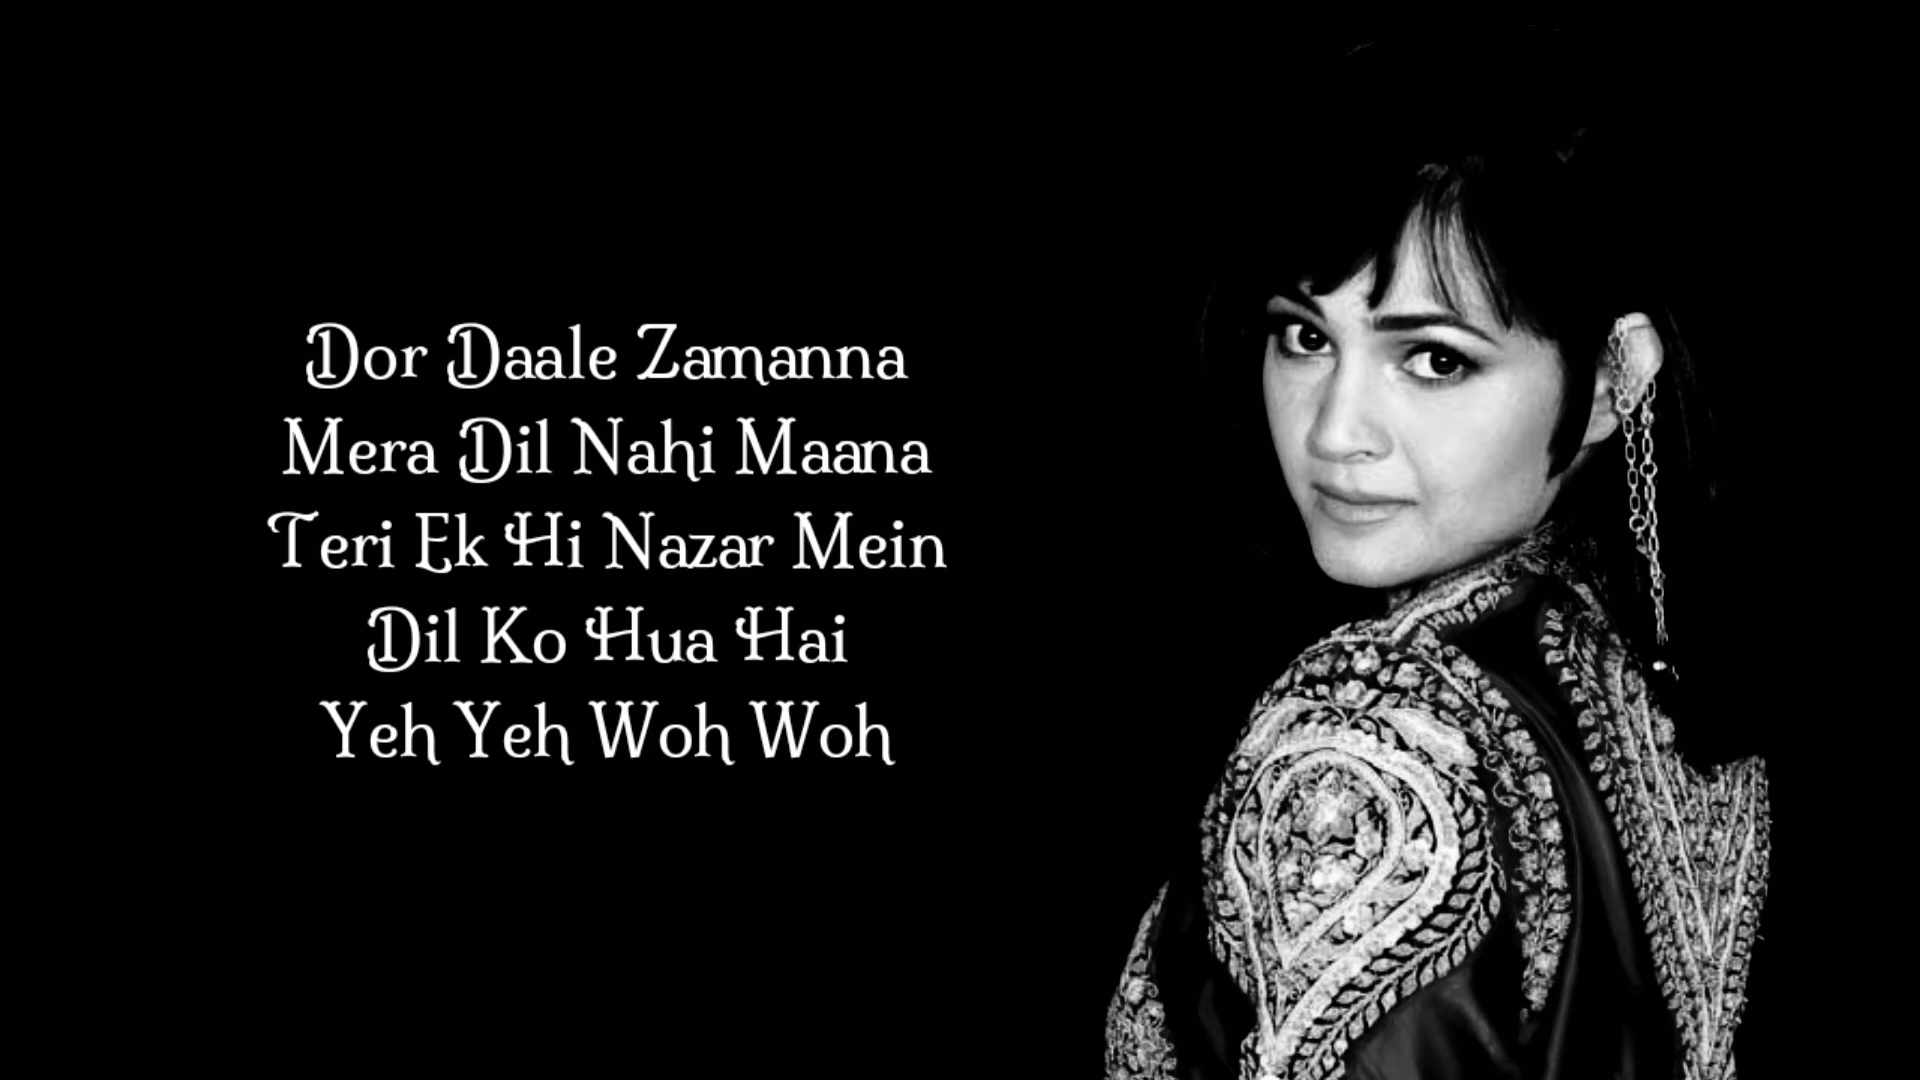 Dor Daale Zamanna
Mera Dil Nahi Maana
Teri Ek Hi Nazar Mein
Dil Ko Hua Hai
Yeh Yeh Woh Woh